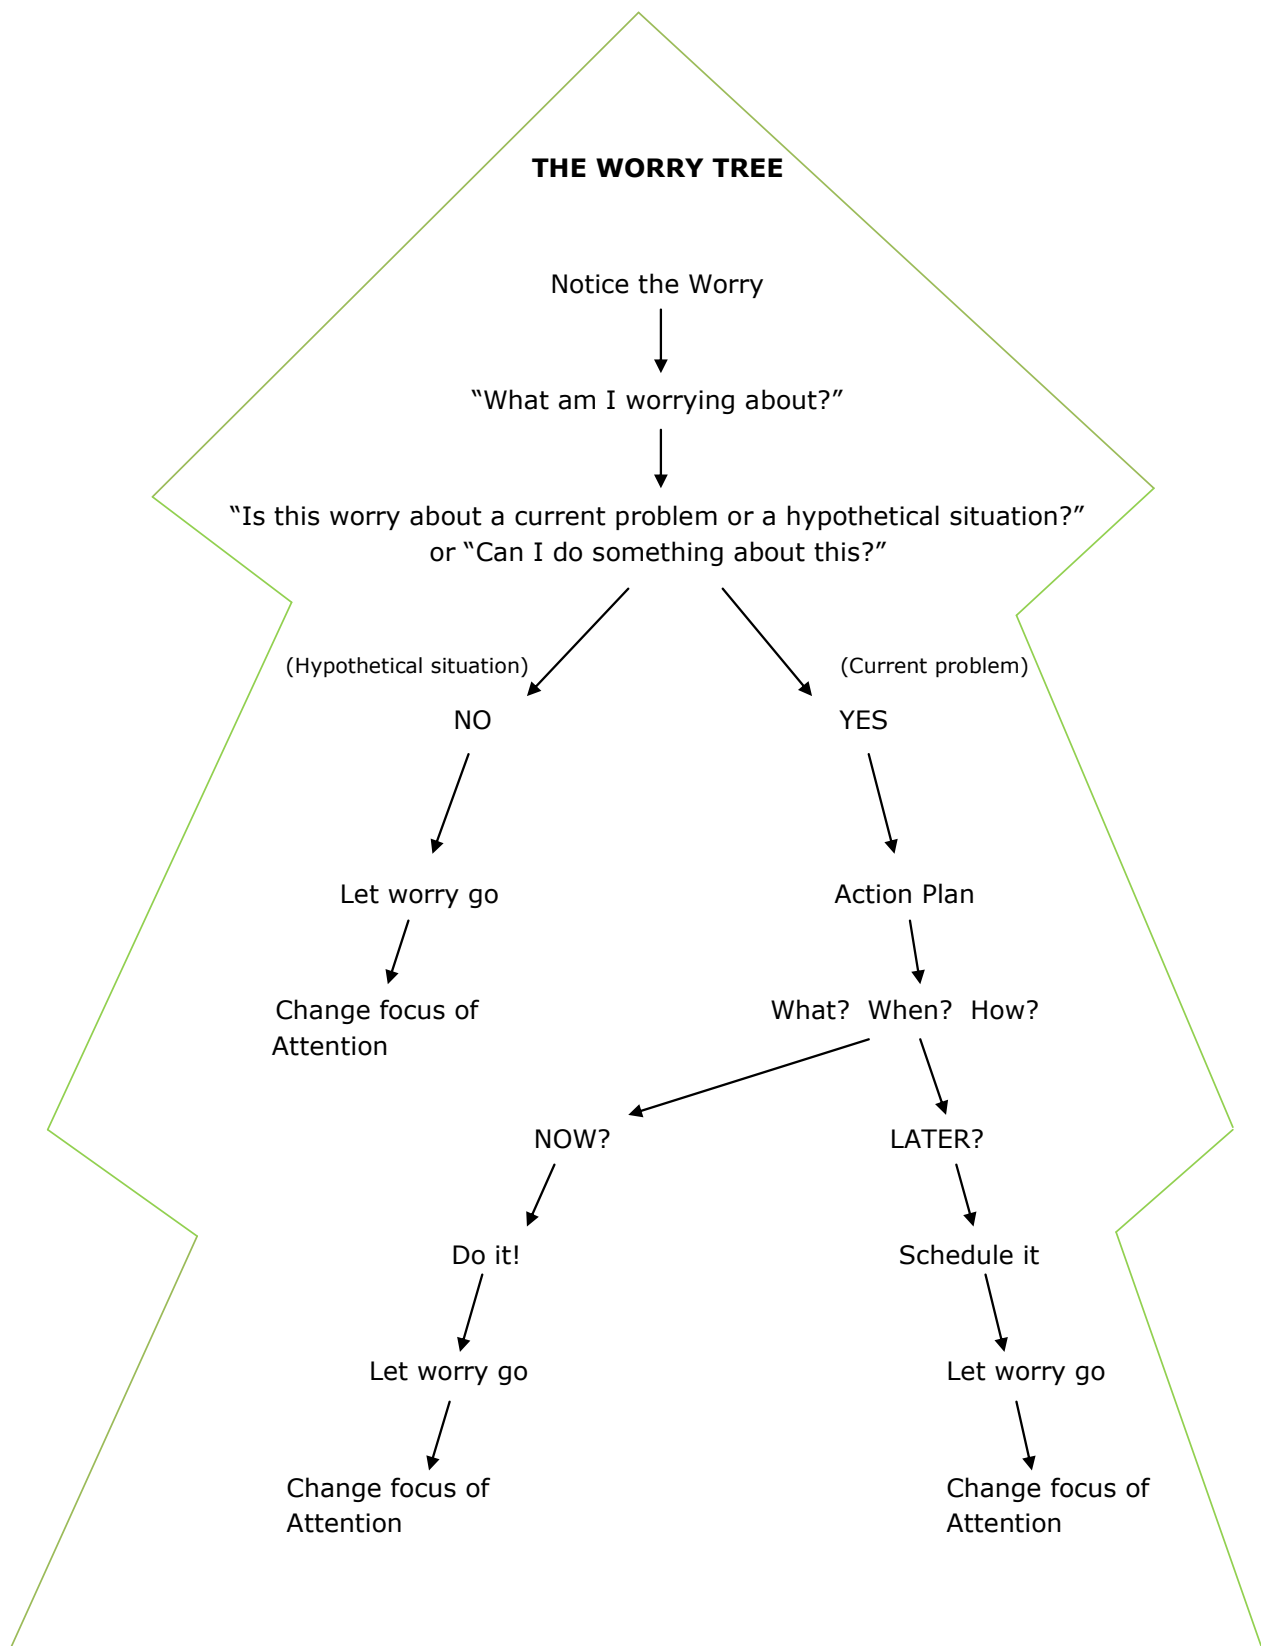 THE WORRY TREE
Notice the Worry
“What am I worrying about?”
“Is this worry about a current problem or a hypothetical situation?”
or “Can I do something about this?”
(Hypothetical situation)
(Current problem)
NO
YES
Let worry go
Action Plan
Change focus of
Attention
What? When? How?
NOW?
LATER?
Do it!
Schedule it
Let worry go
Let worry go
Change focus of
Attention
Change focus of
Attention